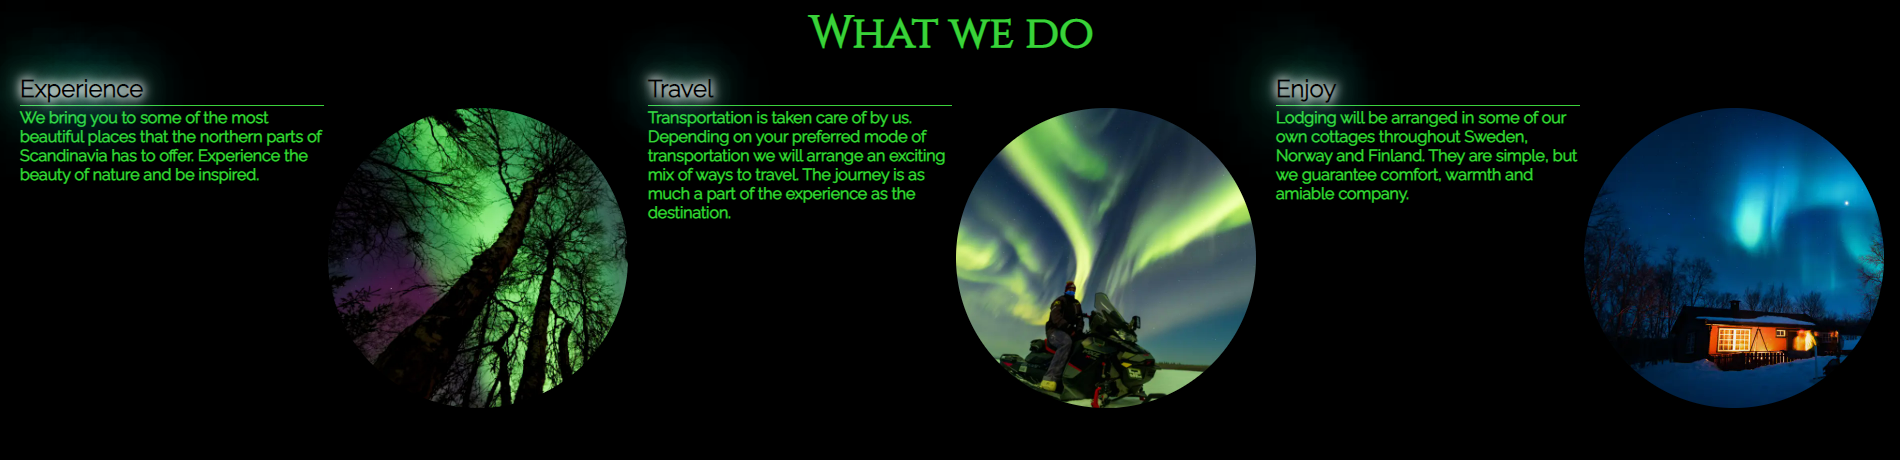 What we do
Experience
We bring you to some of the most
beautiful places that the northern parts of
Scandinavia has to offer. Experience the
beauty of nature and be inspired.
Travel
Transportation is taken care of by us.
Depending on your preferred mode of
transportation we will arrange an exciting
mix of ways to travel. The journey is as
much a part of the experience as the
destination.
Enjoy
Lodging will be arranged in some of our
own cottages throughout Sweden,
Norway and Finland. They are simple, but
we guarantee comfort, warmth and
amiable company.